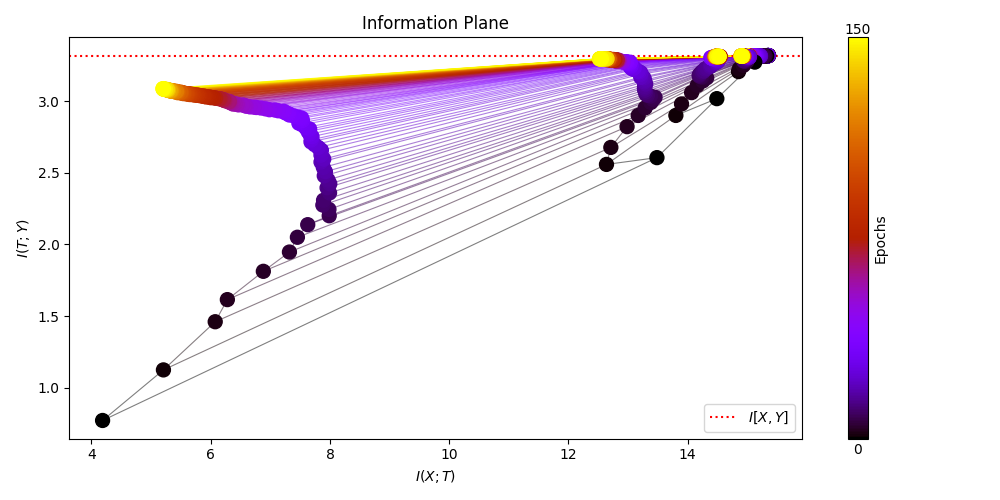 Information Plane
150
3.0
2.5
2.0
1.5
1.0
I(T; Y)
Epochs
I[X, Y]
4 6 8 10 12 14
0
I(X; T)